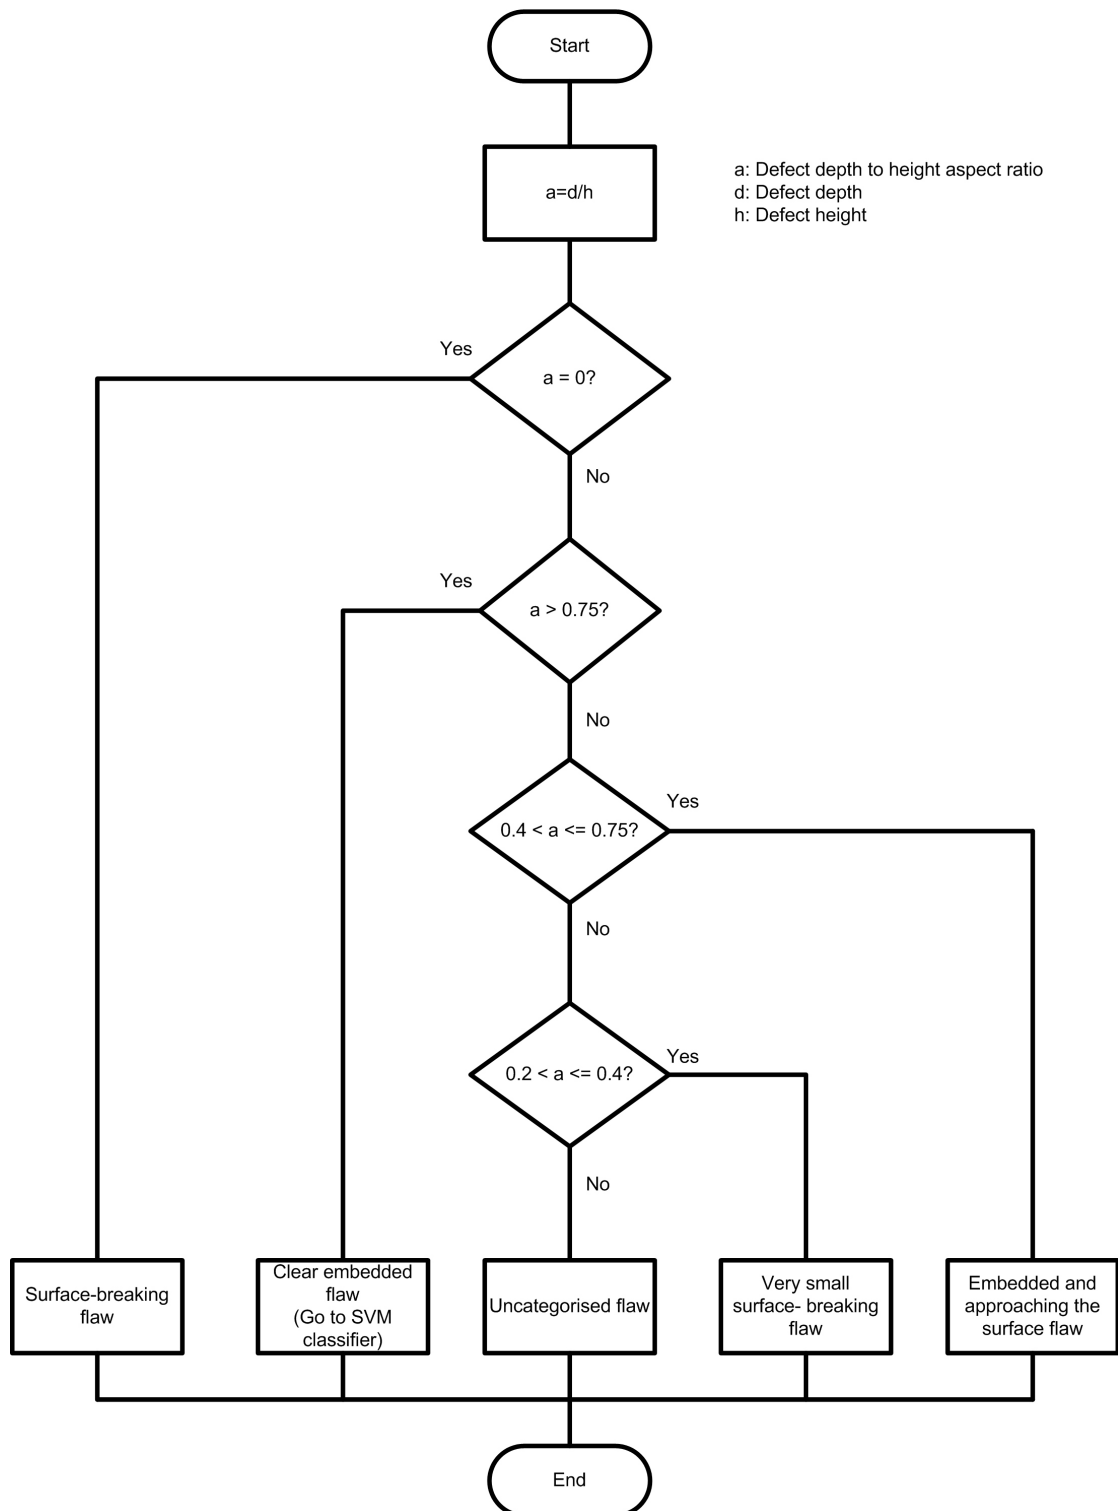 Start
a=d/h
a: Defect depth to height aspect ratio
d: Defect depth
h: Defect height
Yes
a = 0?
No
Yes
a > 0.75?
No
Yes
0.4 < a <= 0.75?
No
Yes
0.2 < a <= 0.4?
No
Surface-breaking
flaw
Clear embedded
flaw
(Go to SVM
classifier)
Uncategorised flaw
Very small
surface- breaking
flaw
Embedded and
approaching the
surface flaw
End